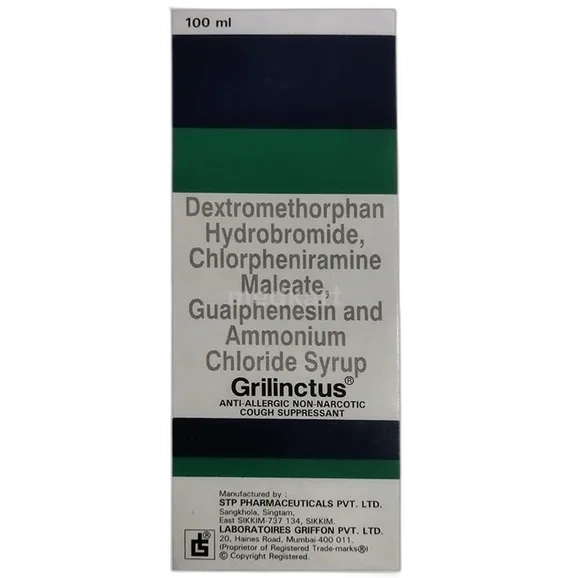 100 ml
Dextromethorphan
Hydrobromide,
Chlorpheniramine
Maleate,
Guaiphenesin and
Ammonium
Chloride Syrup
Grilinctus®
ANTI-ALLERGIC NON-NARCOTIC
COUGH SUPPRESSANT
Manufactured by :
STP PHARMACEUTICALS PVT. LTD.
Sangkhola, Singtam,
East SIKKIM-737 134, SIKKIM.
LABORATOIRES GRIFFON PVT. LTD.
20, Haines Road, Mumbai-400 011.
(Proprietor of Registered Trade-marks®)
© Copyright Registered.